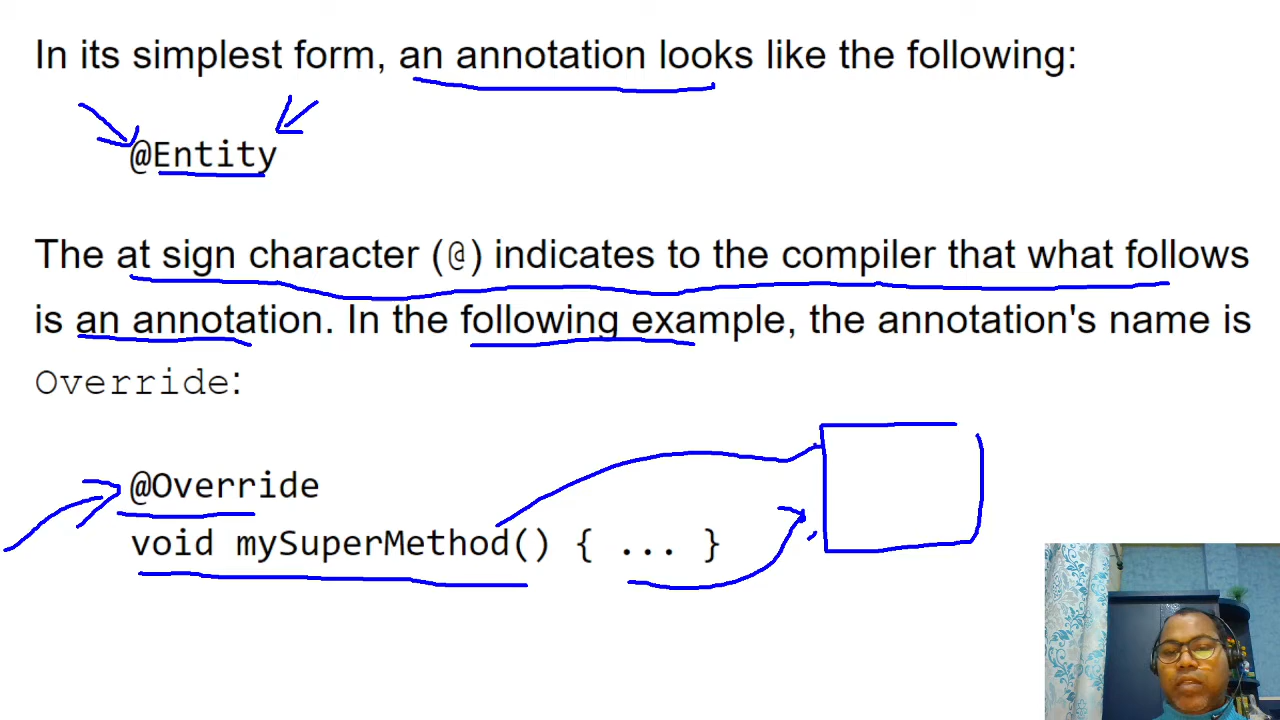 In its simplest form, an annotation looks like the following:
@Entity
The at sign character (@) indicates to the compiler that what follows
is an annotation. In the following example, the annotation's name is
Override:
@Override
void mySuperMethod() { ... }